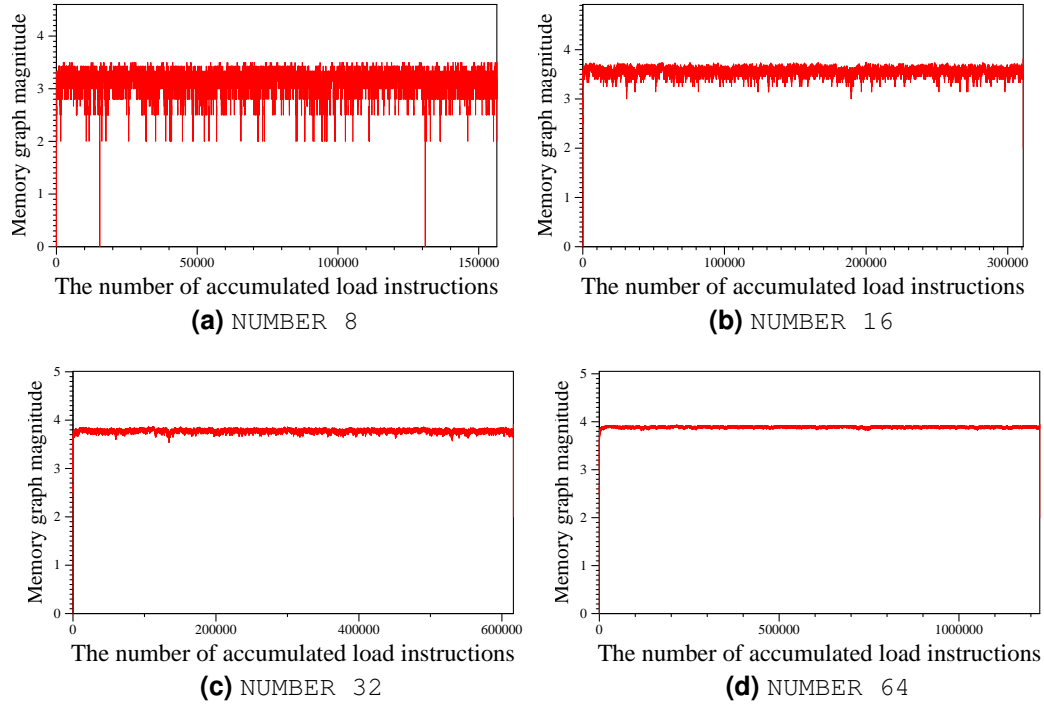 Memory graph magnitude
4
3
2
1
0
0 50000 100000 150000
The number of accumulated load instructions
(a) NUMBER 8
Memory graph magnitude
4
3
2
1
0
0 100000 200000 300000
The number of accumulated load instructions
(b) NUMBER 16
Memory graph magnitude
5
4
3
2
1
0
0 200000 400000 600000
The number of accumulated load instructions
(c) NUMBER 32
Memory graph magnitude
5
4
3
2
1
0
0 500000 1000000
The number of accumulated load instructions
(d) NUMBER 64